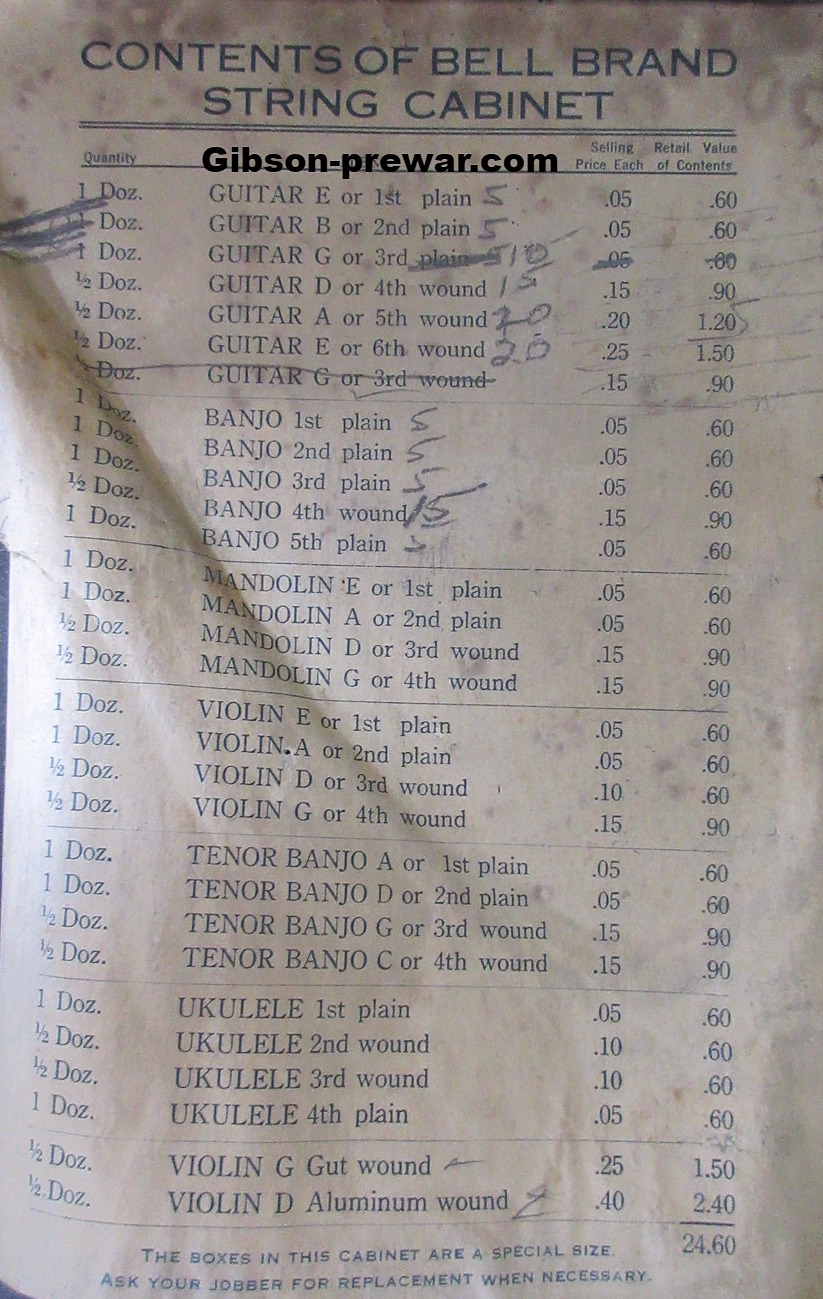 CONTENTS OF BELL BRAND
STRING CABINET
Gibson-prewar.com
Quantity Selling Price Each Retail Value of Contents
1 Doz. GUITAR E or 1st plain 5 .05 .60
Doz. GUITAR B or 2nd plain 5 .05 .60
1 Doz. GUITAR G or 3rd plain 10 .05 .60
½ Doz. GUITAR D or 4th wound 15 .15 .90
½ Doz. GUITAR A or 5th wound 20 .20 1.20
½ Doz. GUITAR E or 6th wound 20 .25 1.50
½ Doz. GUITAR G or 3rd wound .15 .90
1 Doz. BANJO 1st plain 5 .05 .60
1 Doz. BANJO 2nd plain 5 .05 .60
1 Doz. BANJO 3rd plain 5 .05 .60
½ Doz. BANJO 4th wound 15 .15 .90
1 Doz. BANJO 5th plain 5 .05 .60
1 Doz. MANDOLIN E or 1st plain .05 .60
1 Doz. MANDOLIN A or 2nd plain .05 .60
½ Doz. MANDOLIN D or 3rd wound .15 .90
½ Doz. MANDOLIN G or 4th wound .15 .90
1 Doz. VIOLIN E or 1st plain .05 .60
1 Doz. VIOLIN A or 2nd plain .05 .60
½ Doz. VIOLIN D or 3rd wound .10 .60
½ Doz. VIOLIN G or 4th wound .15 .90
1 Doz. TENOR BANJO A or 1st plain .05 .60
1 Doz. TENOR BANJO D or 2nd plain .05 .60
½ Doz. TENOR BANJO G or 3rd wound .15 .90
½ Doz. TENOR BANJO C or 4th wound .15 .90
1 Doz. UKULELE 1st plain .05 .60
½ Doz. UKULELE 2nd wound .10 .60
½ Doz. UKULELE 3rd wound .10 .60
1 Doz. UKULELE 4th plain .05 .60
½ Doz. VIOLIN G Gut wound .25 1.50
½ Doz. VIOLIN D Aluminum wound .40 2.40
24.60
THE BOXES IN THIS CABINET ARE A SPECIAL SIZE.
ASK YOUR JOBBER FOR REPLACEMENT WHEN NECESSARY.